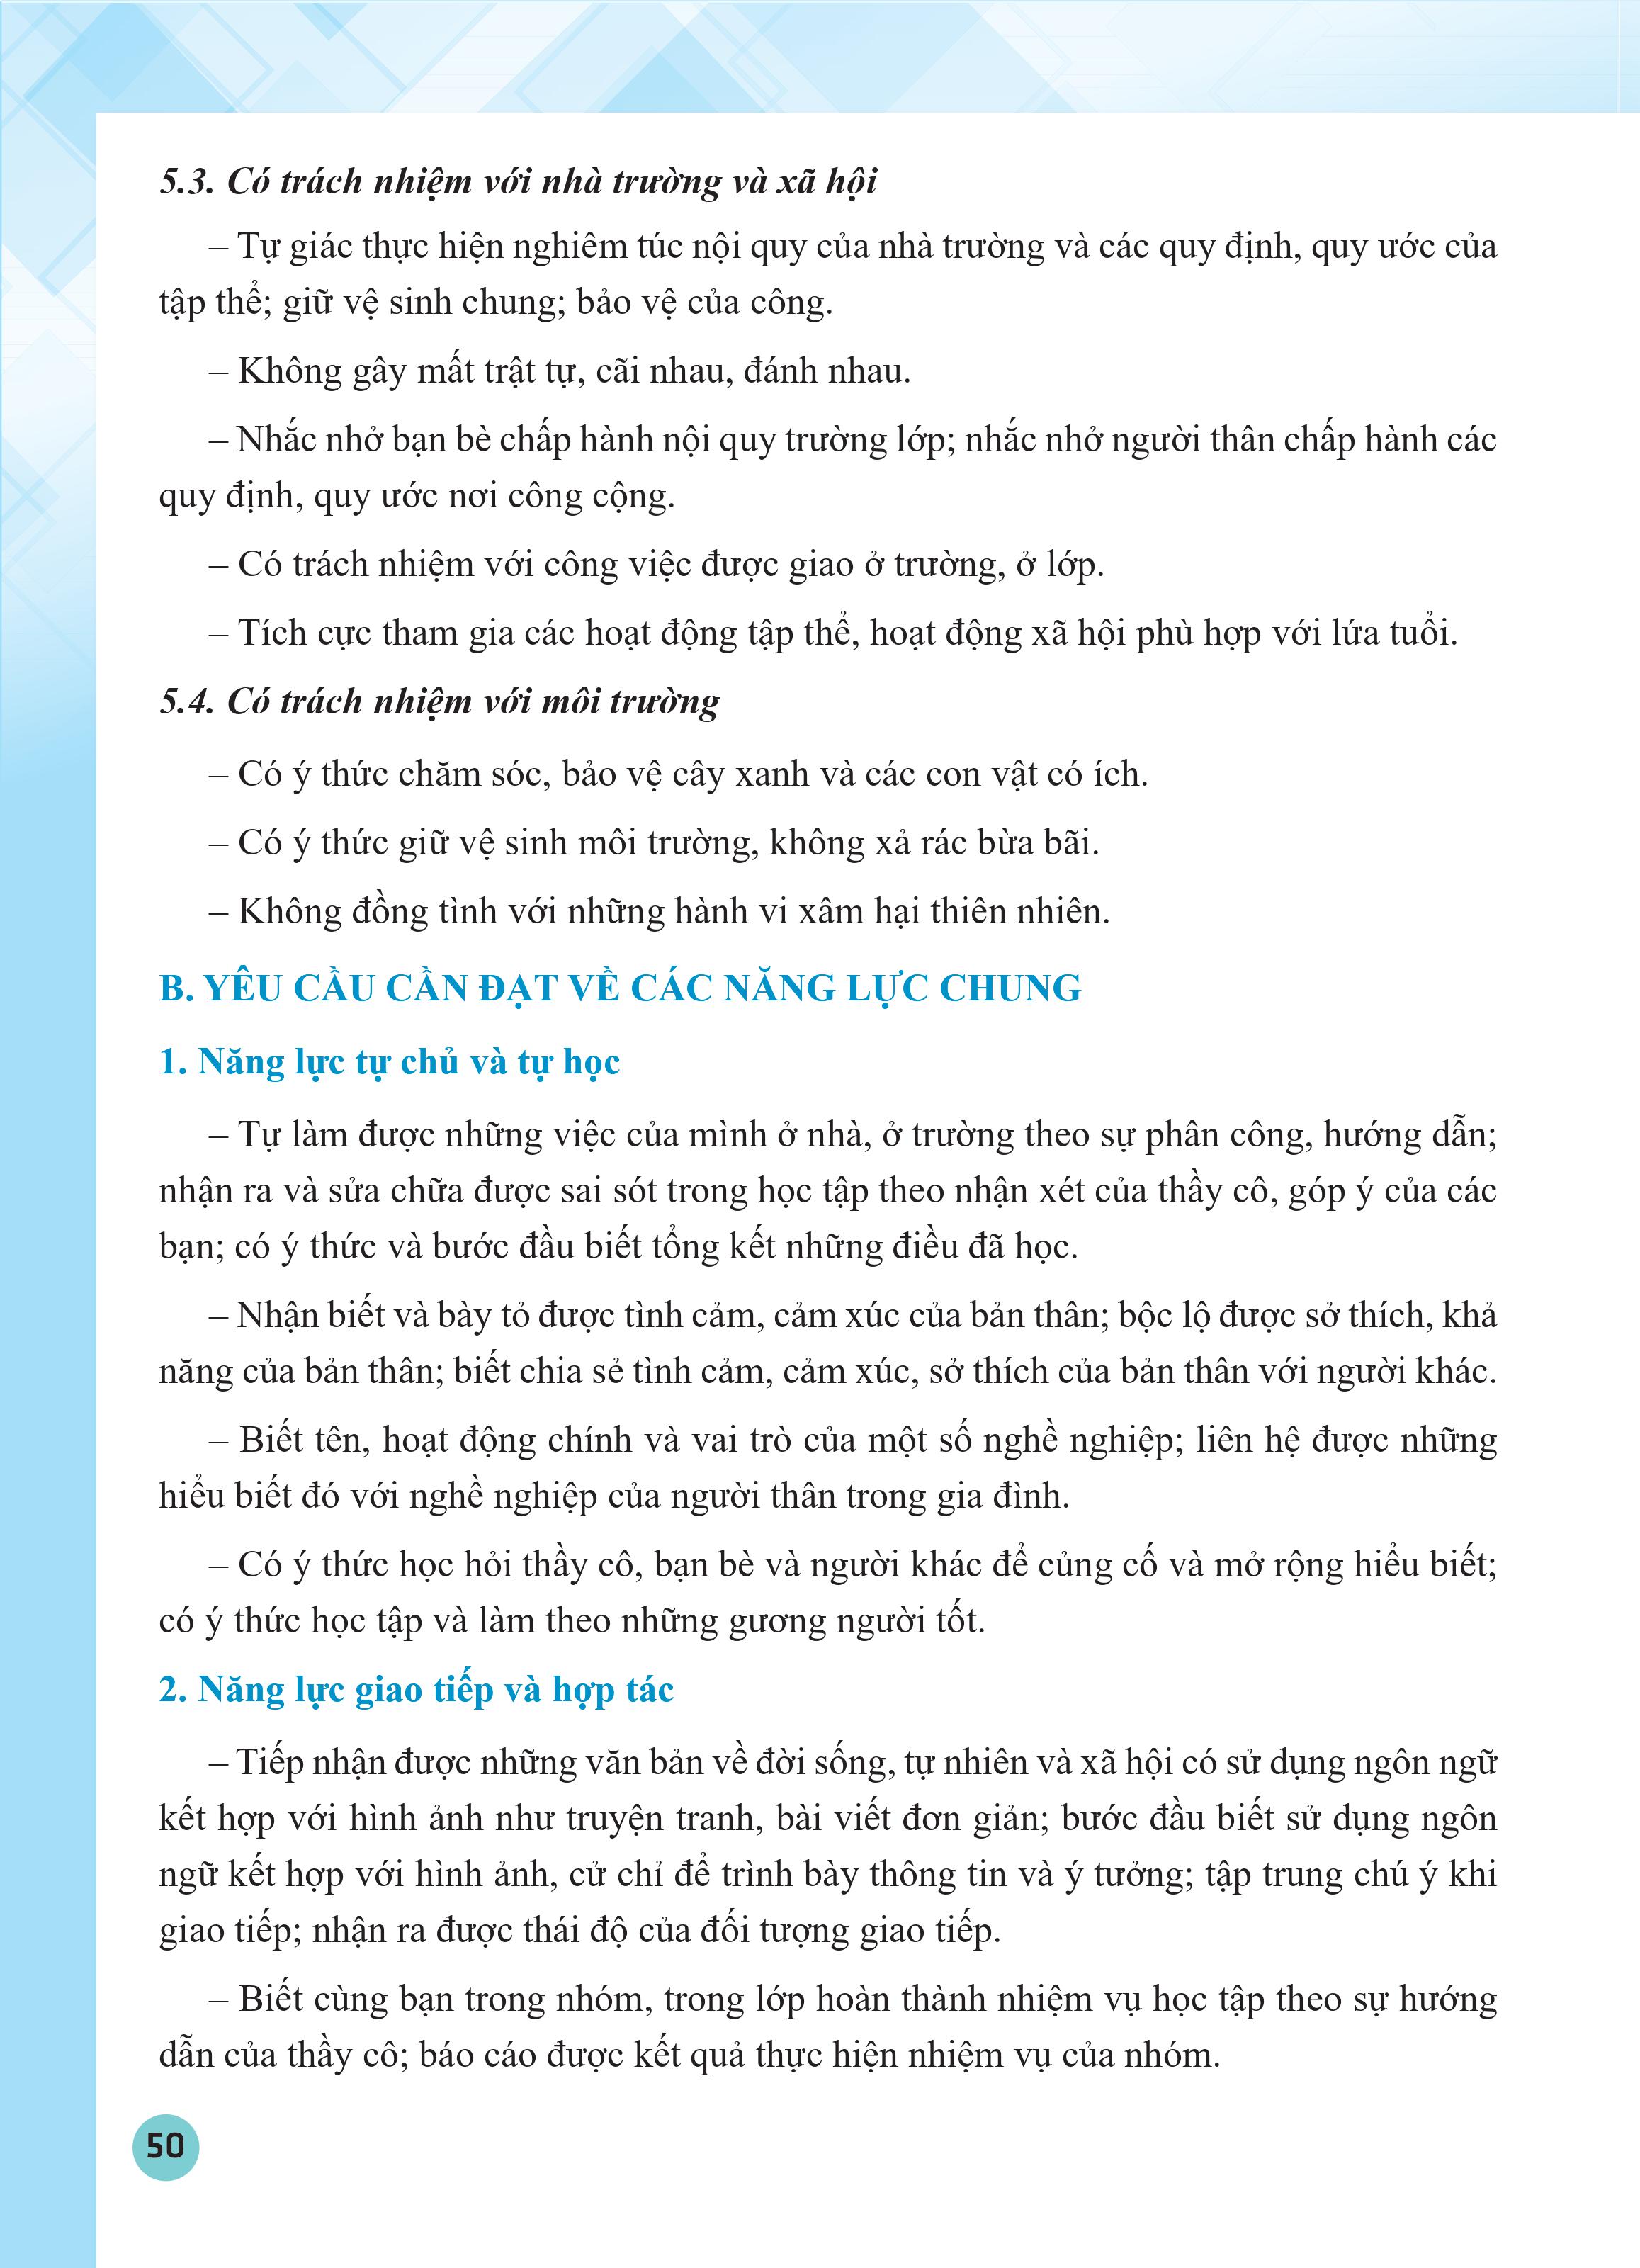 5.3. Có trách nhiệm với nhà trường và xã hội
– Tự giác thực hiện nghiêm túc nội quy của nhà trường và các quy định, quy ước của
tập thể; giữ vệ sinh chung; bảo vệ của công.
– Không gây mất trật tự, cãi nhau, đánh nhau.
– Nhắc nhở bạn bè chấp hành nội quy trường lớp; nhắc nhở người thân chấp hành các
quy định, quy ước nơi công cộng.
– Có trách nhiệm với công việc được giao ở trường, ở lớp.
– Tích cực tham gia các hoạt động tập thể, hoạt động xã hội phù hợp với lứa tuổi.
5.4. Có trách nhiệm với môi trường
– Có ý thức chăm sóc, bảo vệ cây xanh và các con vật có ích.
– Có ý thức giữ vệ sinh môi trường, không xả rác bừa bãi.
– Không đồng tình với những hành vi xâm hại thiên nhiên.
B. YÊU CẦU CẦN ĐẠT VỀ CÁC NĂNG LỰC CHUNG
1. Năng lực tự chủ và tự học
– Tự làm được những việc của mình ở nhà, ở trường theo sự phân công, hướng dẫn;
nhận ra và sửa chữa được sai sót trong học tập theo nhận xét của thầy cô, góp ý của các
bạn; có ý thức và bước đầu biết tổng kết những điều đã học.
– Nhận biết và bày tỏ được tình cảm, cảm xúc của bản thân; bộc lộ được sở thích, khả
năng của bản thân; biết chia sẻ tình cảm, cảm xúc, sở thích của bản thân với người khác.
– Biết tên, hoạt động chính và vai trò của một số nghề nghiệp; liên hệ được những
hiểu biết đó với nghề nghiệp của người thân trong gia đình.
– Có ý thức học hỏi thầy cô, bạn bè và người khác để củng cố và mở rộng hiểu biết;
có ý thức học tập và làm theo những gương người tốt.
2. Năng lực giao tiếp và hợp tác
– Tiếp nhận được những văn bản về đời sống, tự nhiên và xã hội có sử dụng ngôn ngữ
kết hợp với hình ảnh như truyện tranh, bài viết đơn giản; bước đầu biết sử dụng ngôn
ngữ kết hợp với hình ảnh, cử chỉ để trình bày thông tin và ý tưởng; tập trung chú ý khi
giao tiếp; nhận ra được thái độ của đối tượng giao tiếp.
– Biết cùng bạn trong nhóm, trong lớp hoàn thành nhiệm vụ học tập theo sự hướng
dẫn của thầy cô; báo cáo được kết quả thực hiện nhiệm vụ của nhóm.
50